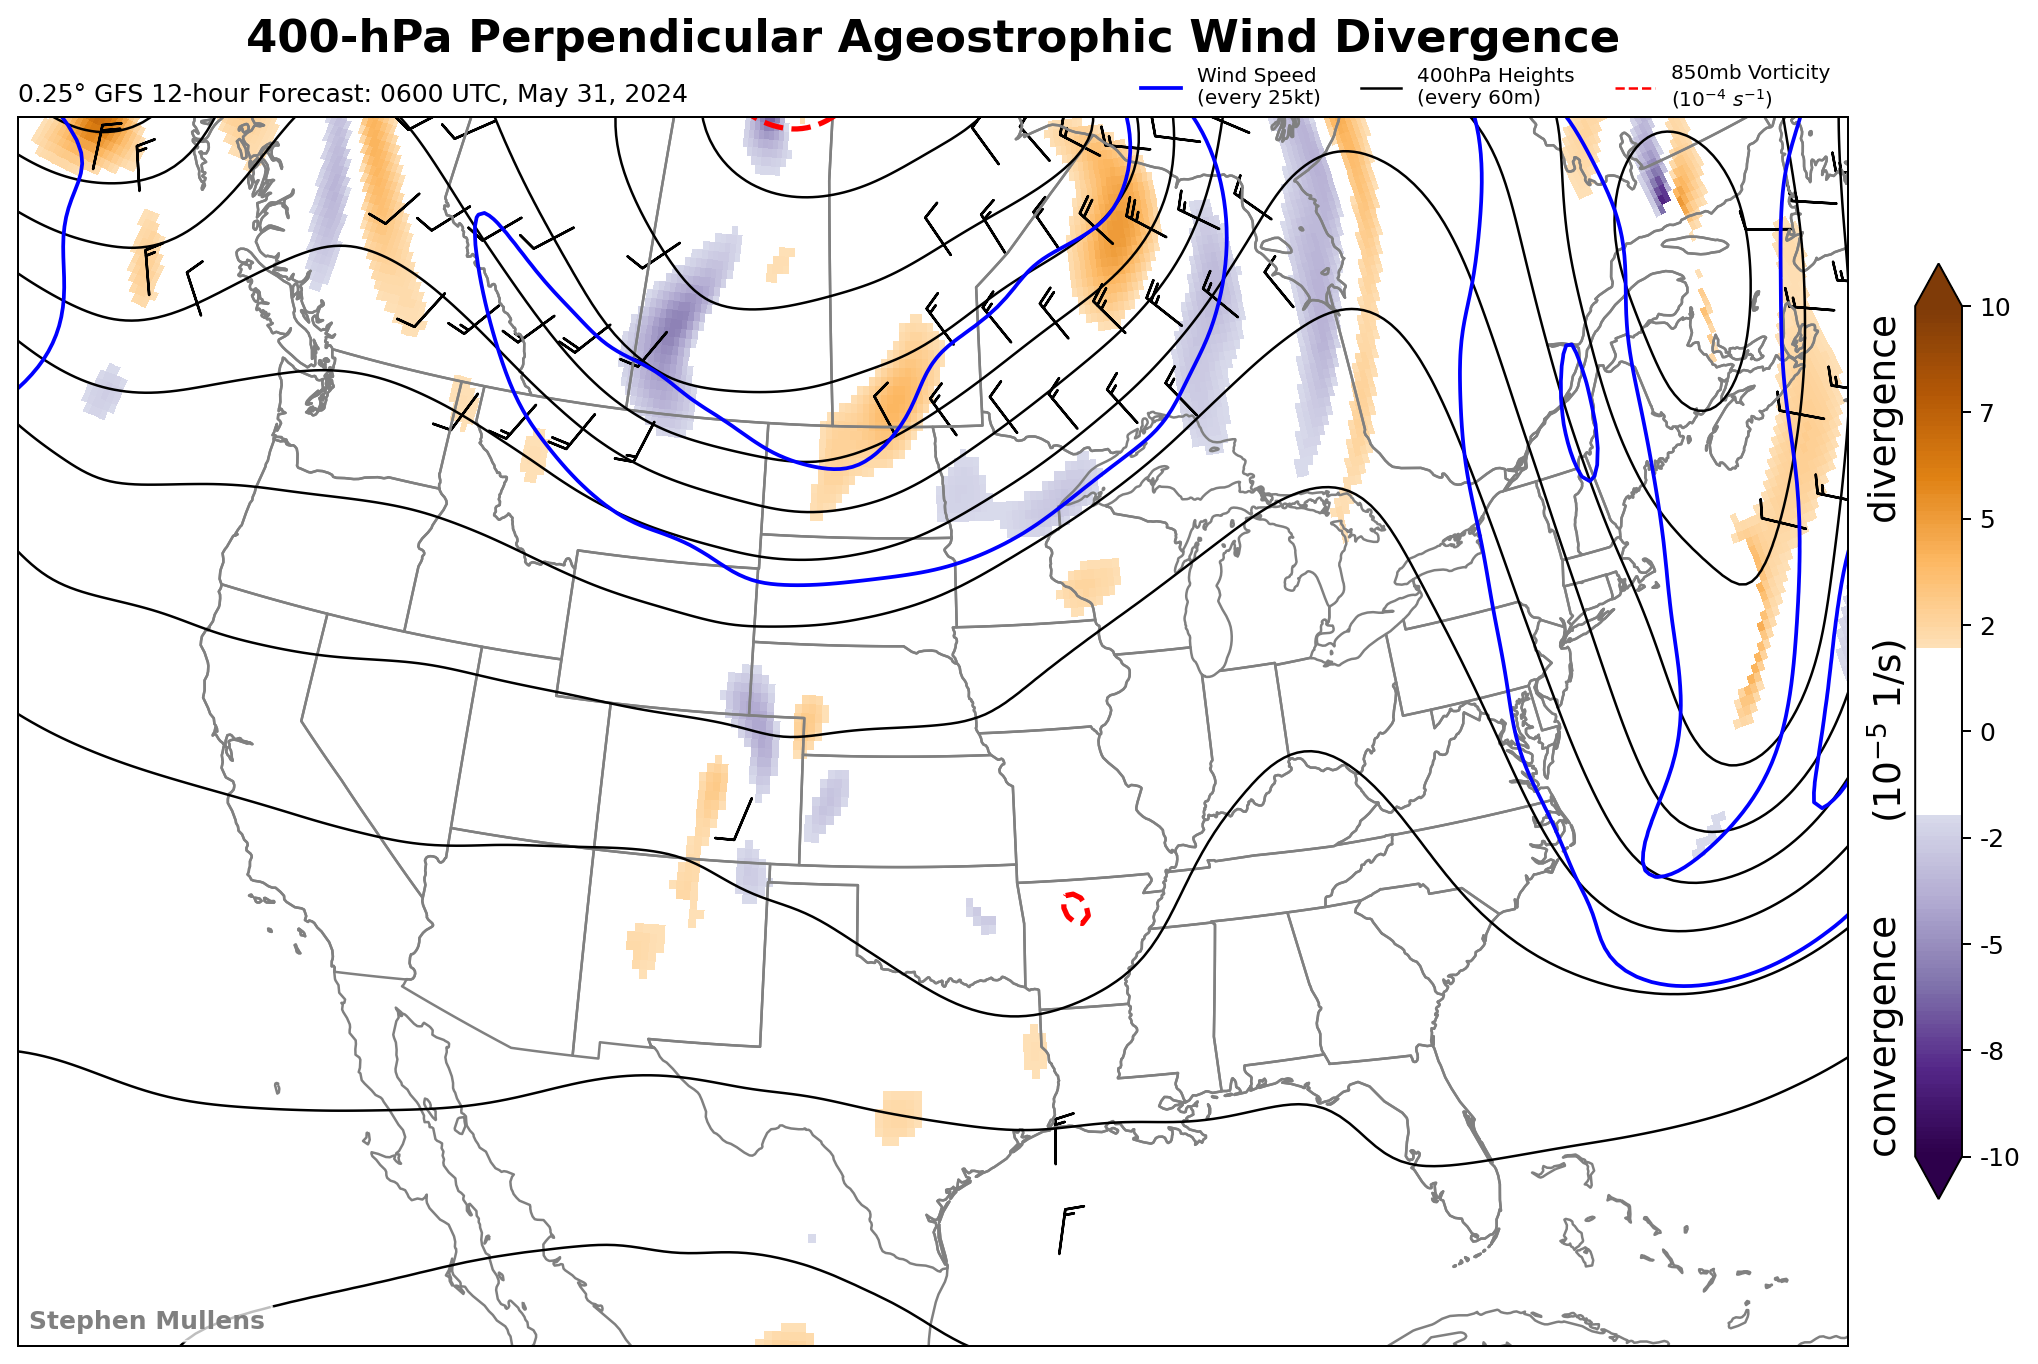 400-hPa Perpendicular Ageostrophic Wind Divergence
0.25° GFS 12-hour Forecast: 0600 UTC, May 31, 2024
Wind Speed
(every 25kt)
400hPa Heights
(every 60m)
850mb Vorticity
(10⁻⁴ s⁻¹)
10
7
5
2
0
-2
-5
-8
-10
divergence
(10⁻⁵ 1/s)
convergence
Stephen Mullens